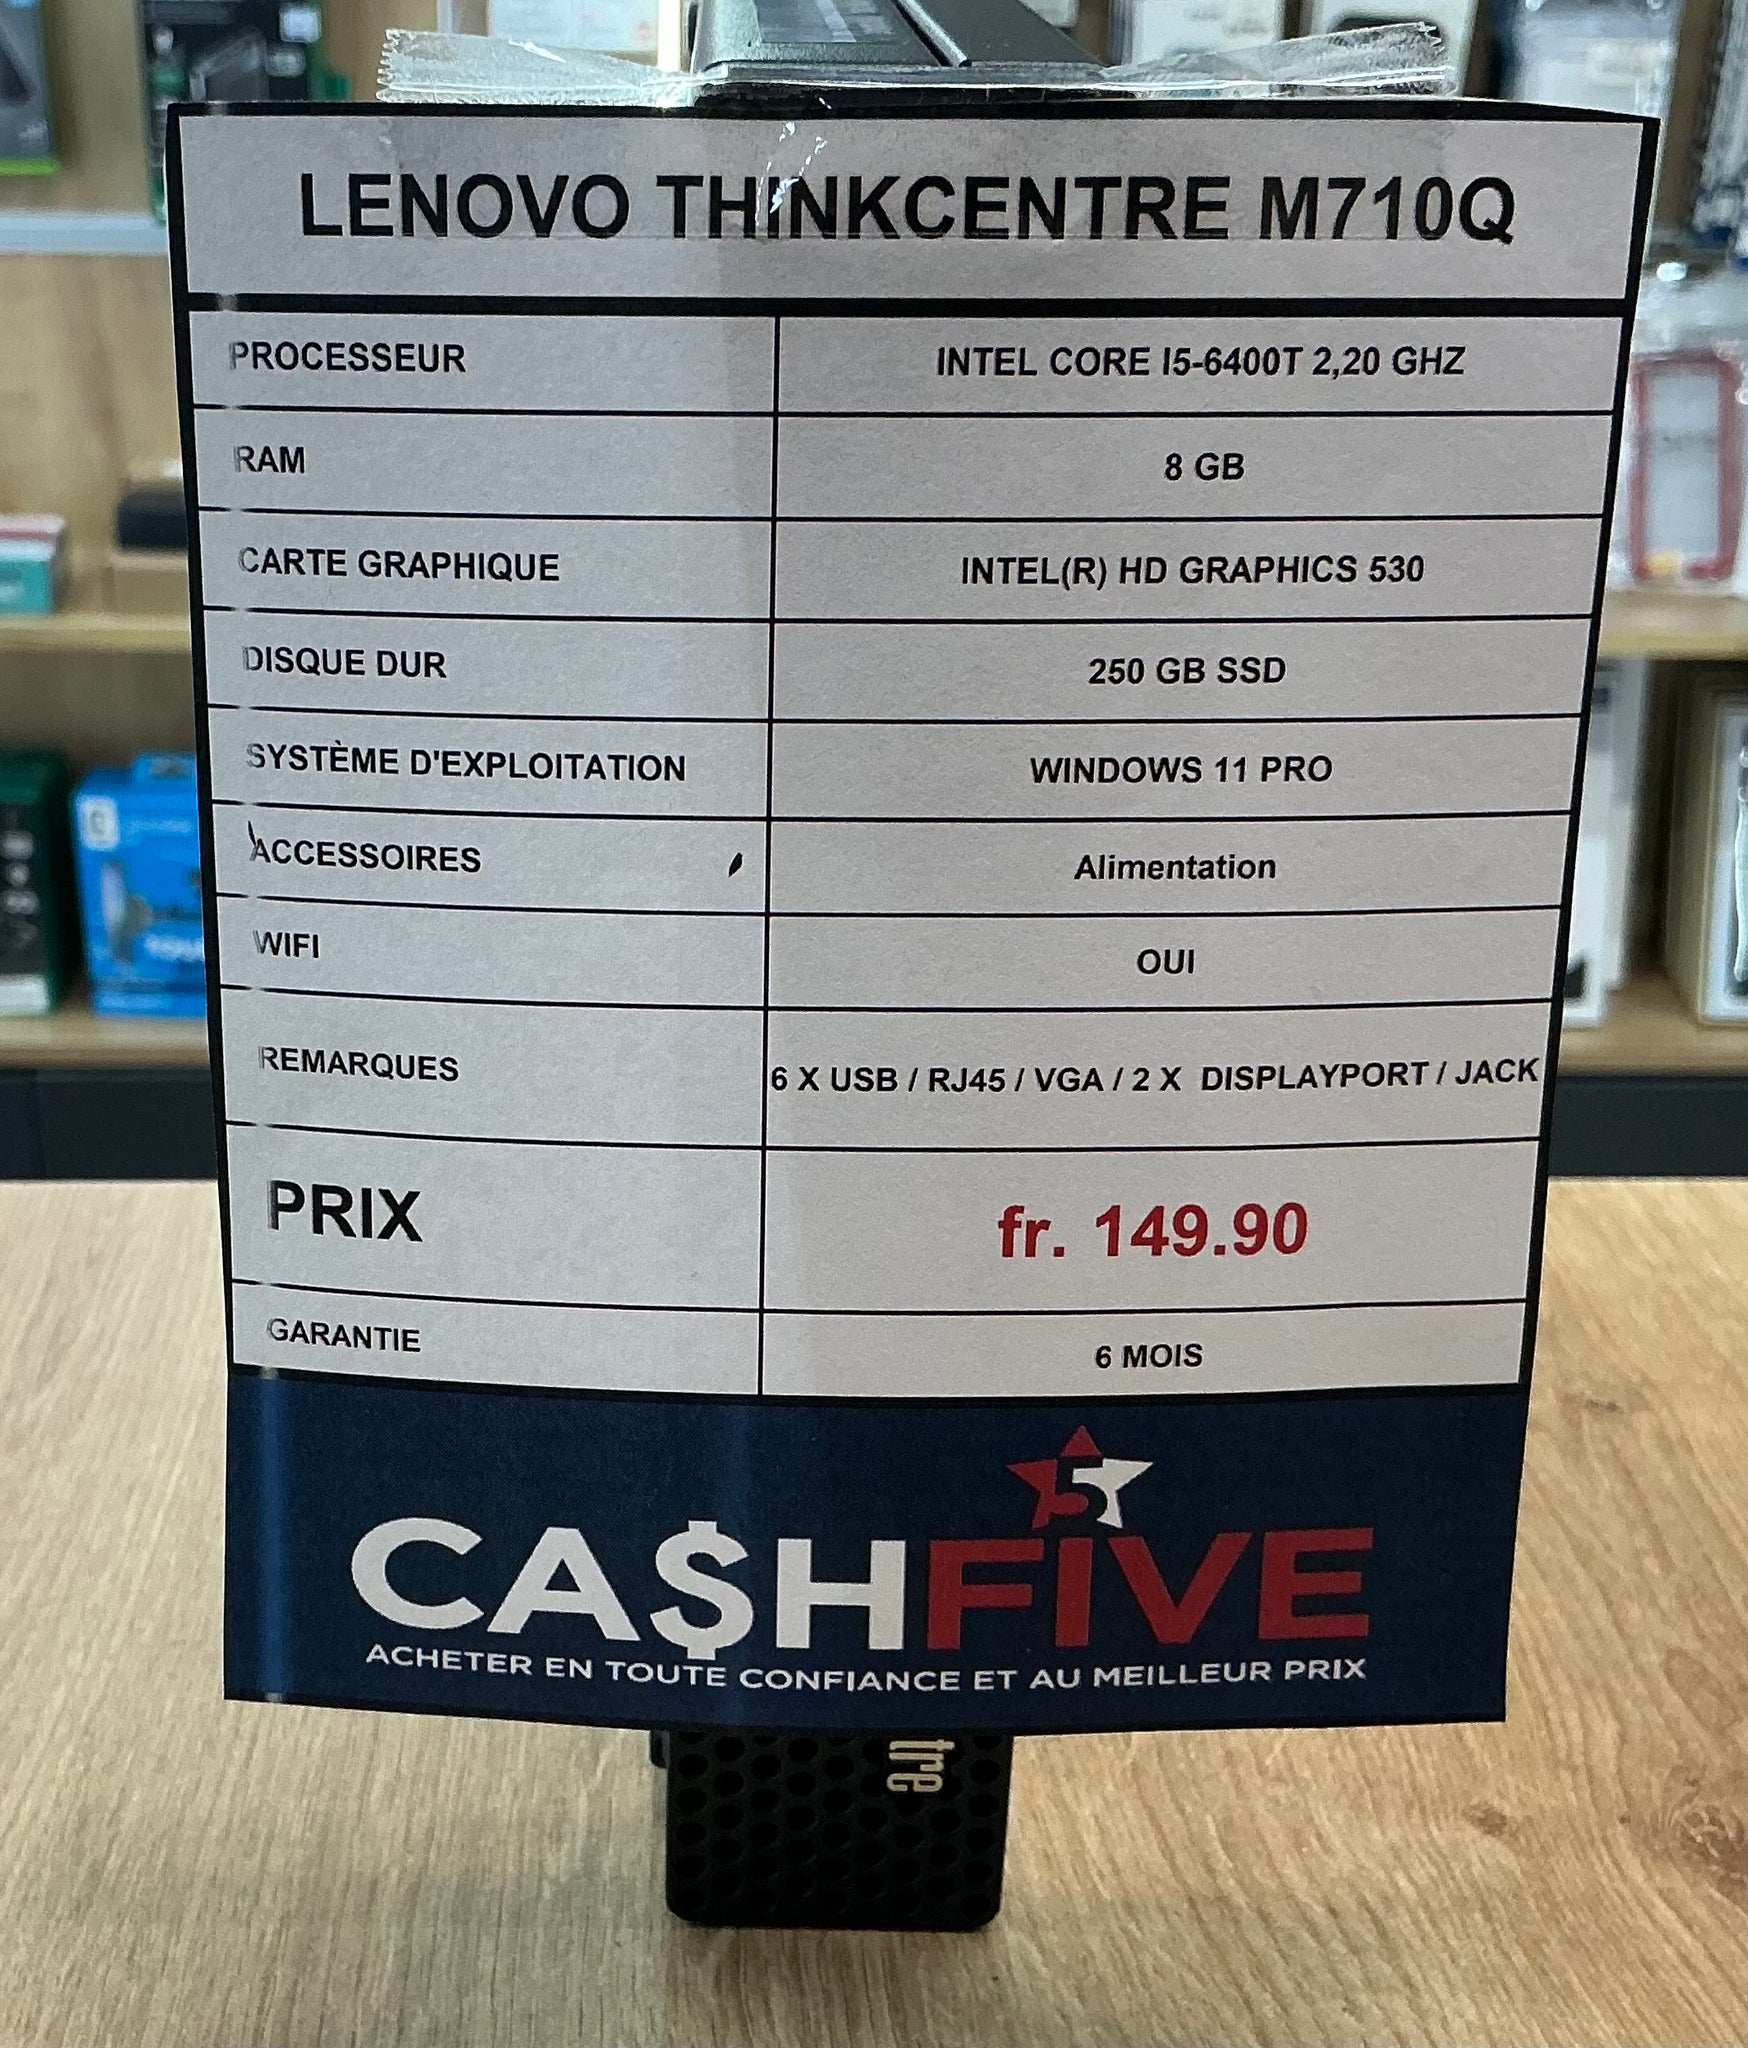 LENOVO THINKCENTRE M710Q
PROCESSEUR INTEL CORE I5-6400T 2,20 GHZ
RAM 8 GB
CARTE GRAPHIQUE INTEL(R) HD GRAPHICS 530
DISQUE DUR 250 GB SSD
SYSTÈME D'EXPLOITATION WINDOWS 11 PRO
ACCESSOIRES Alimentation
WIFI OUI
REMARQUES 6 X USB / RJ45 / VGA / 2 X DISPLAYPORT / JACK
PRIX fr. 149.90
GARANTIE 6 MOIS
5
CA$HFIVE
ACHETER EN TOUTE CONFIANCE ET AU MEILLEUR PRIX
tre